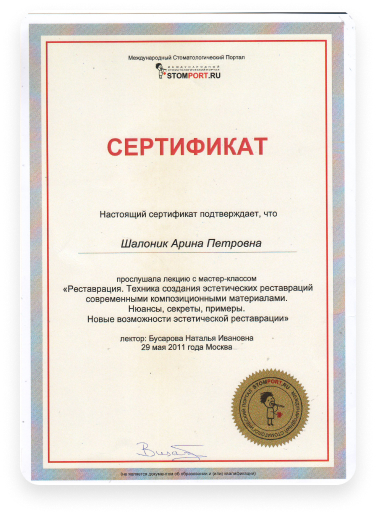 Международный Стоматологический Портал
STOMPORT.RU
СЕРТИФИКАТ
Настоящий сертификат подтверждает, что
Шалоник Арина Петровна
прослушала лекцию с мастер-классом
«Реставрация. Техника создания эстетических реставраций
современными композиционными материалами.
Нюансы, секреты, примеры.
Новые возможности эстетической реставрации»
лектор: Бусарова Наталья Ивановна
29 мая 2011 года Москва
STOMPORT.RU
(не является документом об образовании и (или) квалификации)